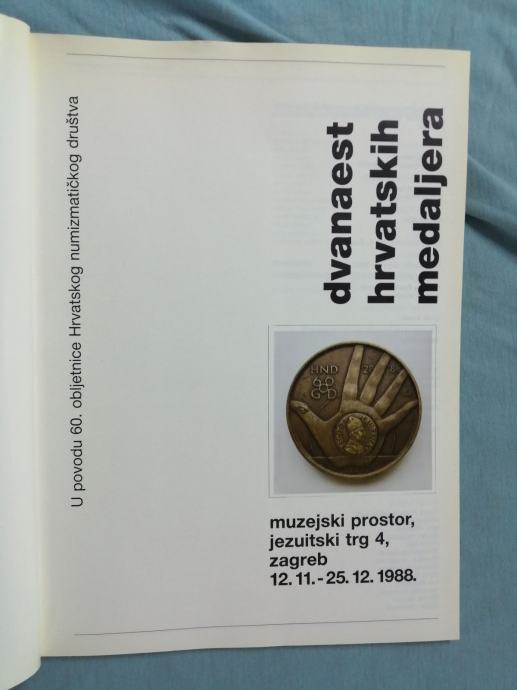 U povodu 60. obljetnice Hrvatskog numizmatičkog društva
dvanaest
hrvatskih
medaljera
HND
60
GOD
muzejski prostor,
jezuitski trg 4,
zagreb
12. 11. - 25. 12. 1988.